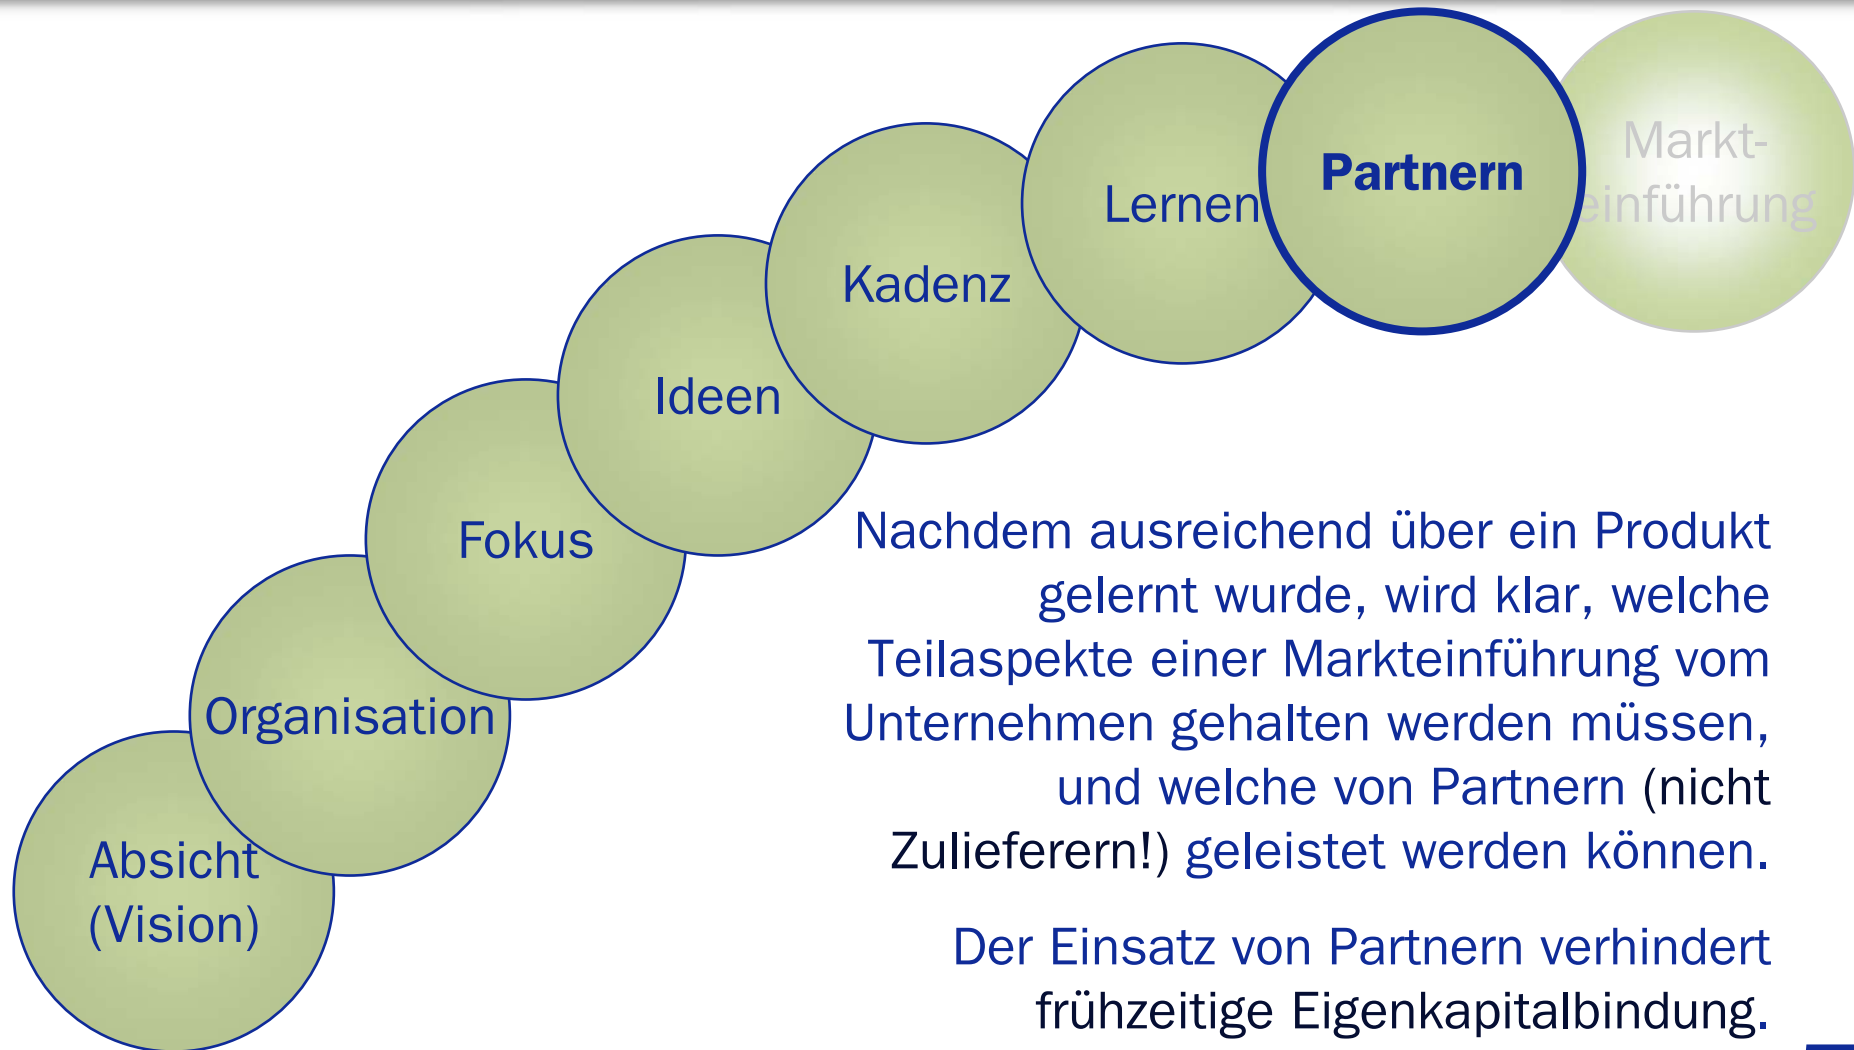 Absicht
(Vision)
Organisation
Fokus
Ideen
Kadenz
Lernen
Partnern
Markt-
einführung
Nachdem ausreichend über ein Produkt
gelernt wurde, wird klar, welche
Teilaspekte einer Markteinführung vom
Unternehmen gehalten werden müssen,
und welche von Partnern (nicht
Zulieferern!) geleistet werden können.
Der Einsatz von Partnern verhindert
frühzeitige Eigenkapitalbindung.